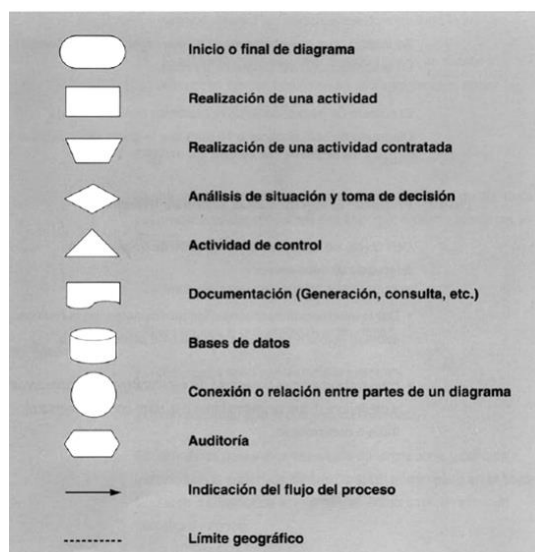 Inicio o final de diagrama
Realización de una actividad
Realización de una actividad contratada
Análisis de situación y toma de decisión
Actividad de control
Documentación (Generación, consulta, etc.)
Bases de datos
Conexión o relación entre partes de un diagrama
Auditoría
Indicación del flujo del proceso
Límite geográfico